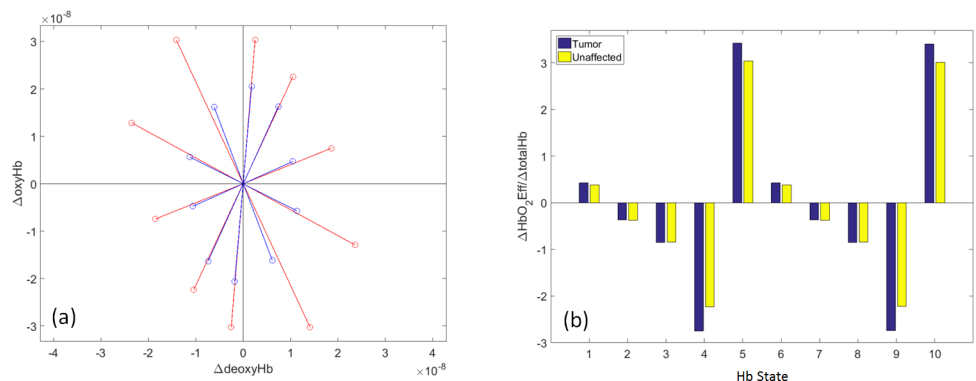 ×10⁻⁸
3
2
1
0
-1
-2
-3
ΔoxyHb
-4 -3 -2 -1 0 1 2 3 4
×10⁻⁸
ΔdeoxyHb
(a)
Tumor
Unaffected
3
2
1
0
-1
-2
-3
ΔHbO₂Eff/ΔtotalHb
1 2 3 4 5 6 7 8 9 10
Hb State
(b)